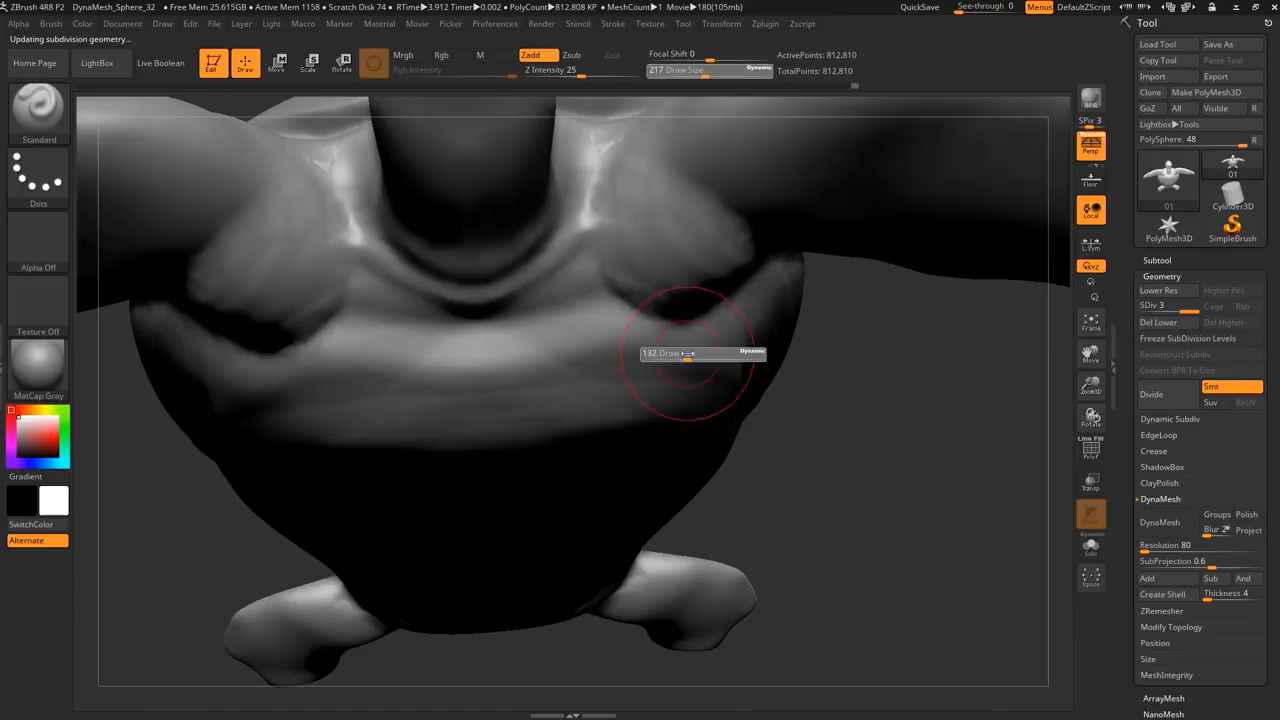 ZBrush 4R8 P2 DynaMesh_Sphere_32 • Free Mem 25.615GB • Active Mem 1158 • Scratch Disk 74 • RTime▶3.912 Timer▶0.002 • PolyCount▶812.808 KP • MeshCount▶1 Movie▶180(105mb) QuickSave See-through 0 Menus DefaultZScript
Alpha Brush Color Document Draw Edit File Layer Light Macro Marker Material Movie Picker Preferences Render Stencil Stroke Texture Tool Transform Zplugin Zscript
Updating subdivision geometry..
Home Page LightBox Live Boolean Edit Draw Move Scale Rotate
Mrgb Rgb M Zadd Zsub Zcut
Rgb Intensity Z Intensity 25
Focal Shift 0
217 Draw Size Dynamic
ActivePoints: 812,810
TotalPoints: 812,810
Standard
Dots
Alpha Off
Texture Off
MatCap Gray
Gradient
SwitchColor
Alternate
132 Draw Dynamic
BPR
SPix 3
Dynamic
Persp
Floor
Local
L.Sym
XYZ
Frame
Move
Zoom3D
Rotate
Line Fill
PolyF
Transp
Dynamic
Solo
Xpose
Tool
Load Tool Save As
Copy Tool Paste Tool
Import Export
Clone Make PolyMesh3D
GoZ All Visible R
Lightbox▶Tools
PolySphere. 48 R
01 01
Cylinder3D
PolyMesh3D SimpleBrush
Subtool
Geometry
Lower Res Higher Res
SDiv 3 Cage Rstr
Del Lower Del Higher
Freeze SubDivision Levels
Reconstruct Subdiv
Convert BPR To Geo
Divide Smt
Suv ReUV
Dynamic Subdiv
EdgeLoop
Crease
ShadowBox
ClayPolish
DynaMesh
DynaMesh Groups Polish
Blur 2 Project
Resolution 80
SubProjection 0.6
Add Sub And
Create Shell Thickness 4
ZRemesher
Modify Topology
Position
Size
MeshIntegrity
ArrayMesh
NanoMesh